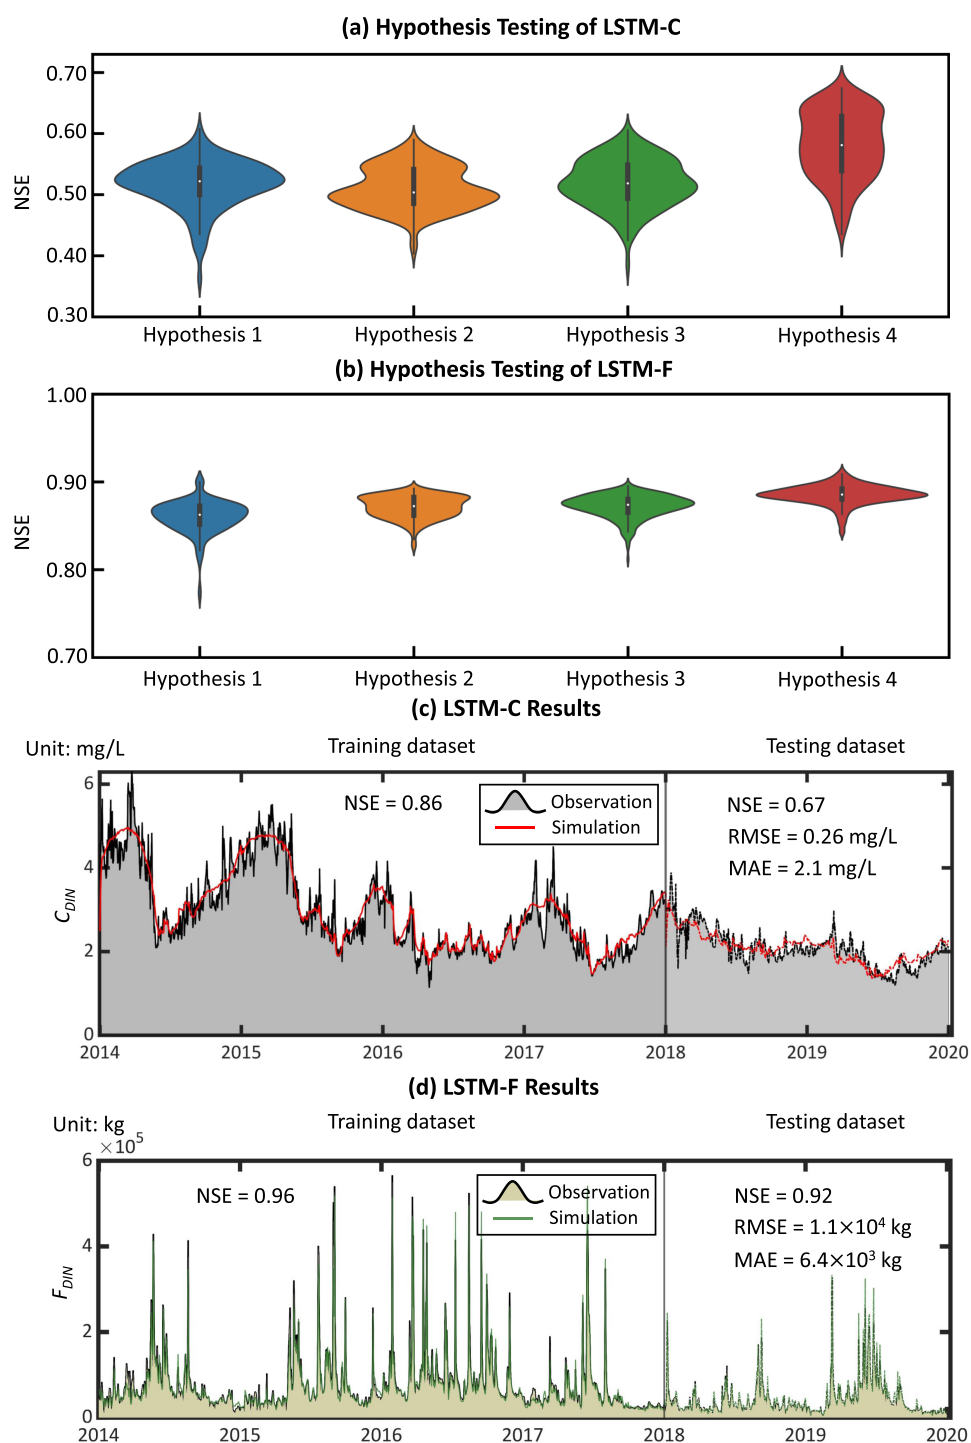 (a) Hypothesis Testing of LSTM-C
0.70
0.60
0.50
0.40
0.30
NSE
Hypothesis 1 Hypothesis 2 Hypothesis 3 Hypothesis 4
(b) Hypothesis Testing of LSTM-F
1.00
0.90
0.80
0.70
NSE
Hypothesis 1 Hypothesis 2 Hypothesis 3 Hypothesis 4
(c) LSTM-C Results
Unit: mg/L Training dataset Testing dataset
6
4
2
0
C_DIN
NSE = 0.86
Observation
Simulation
NSE = 0.67
RMSE = 0.26 mg/L
MAE = 2.1 mg/L
2014 2015 2016 2017 2018 2019 2020
(d) LSTM-F Results
Unit: kg Training dataset Testing dataset
×10⁵
6
4
2
0
F_DIN
NSE = 0.96
Observation
Simulation
NSE = 0.92
RMSE = 1.1×10⁴ kg
MAE = 6.4×10³ kg
2014 2015 2016 2017 2018 2019 2020